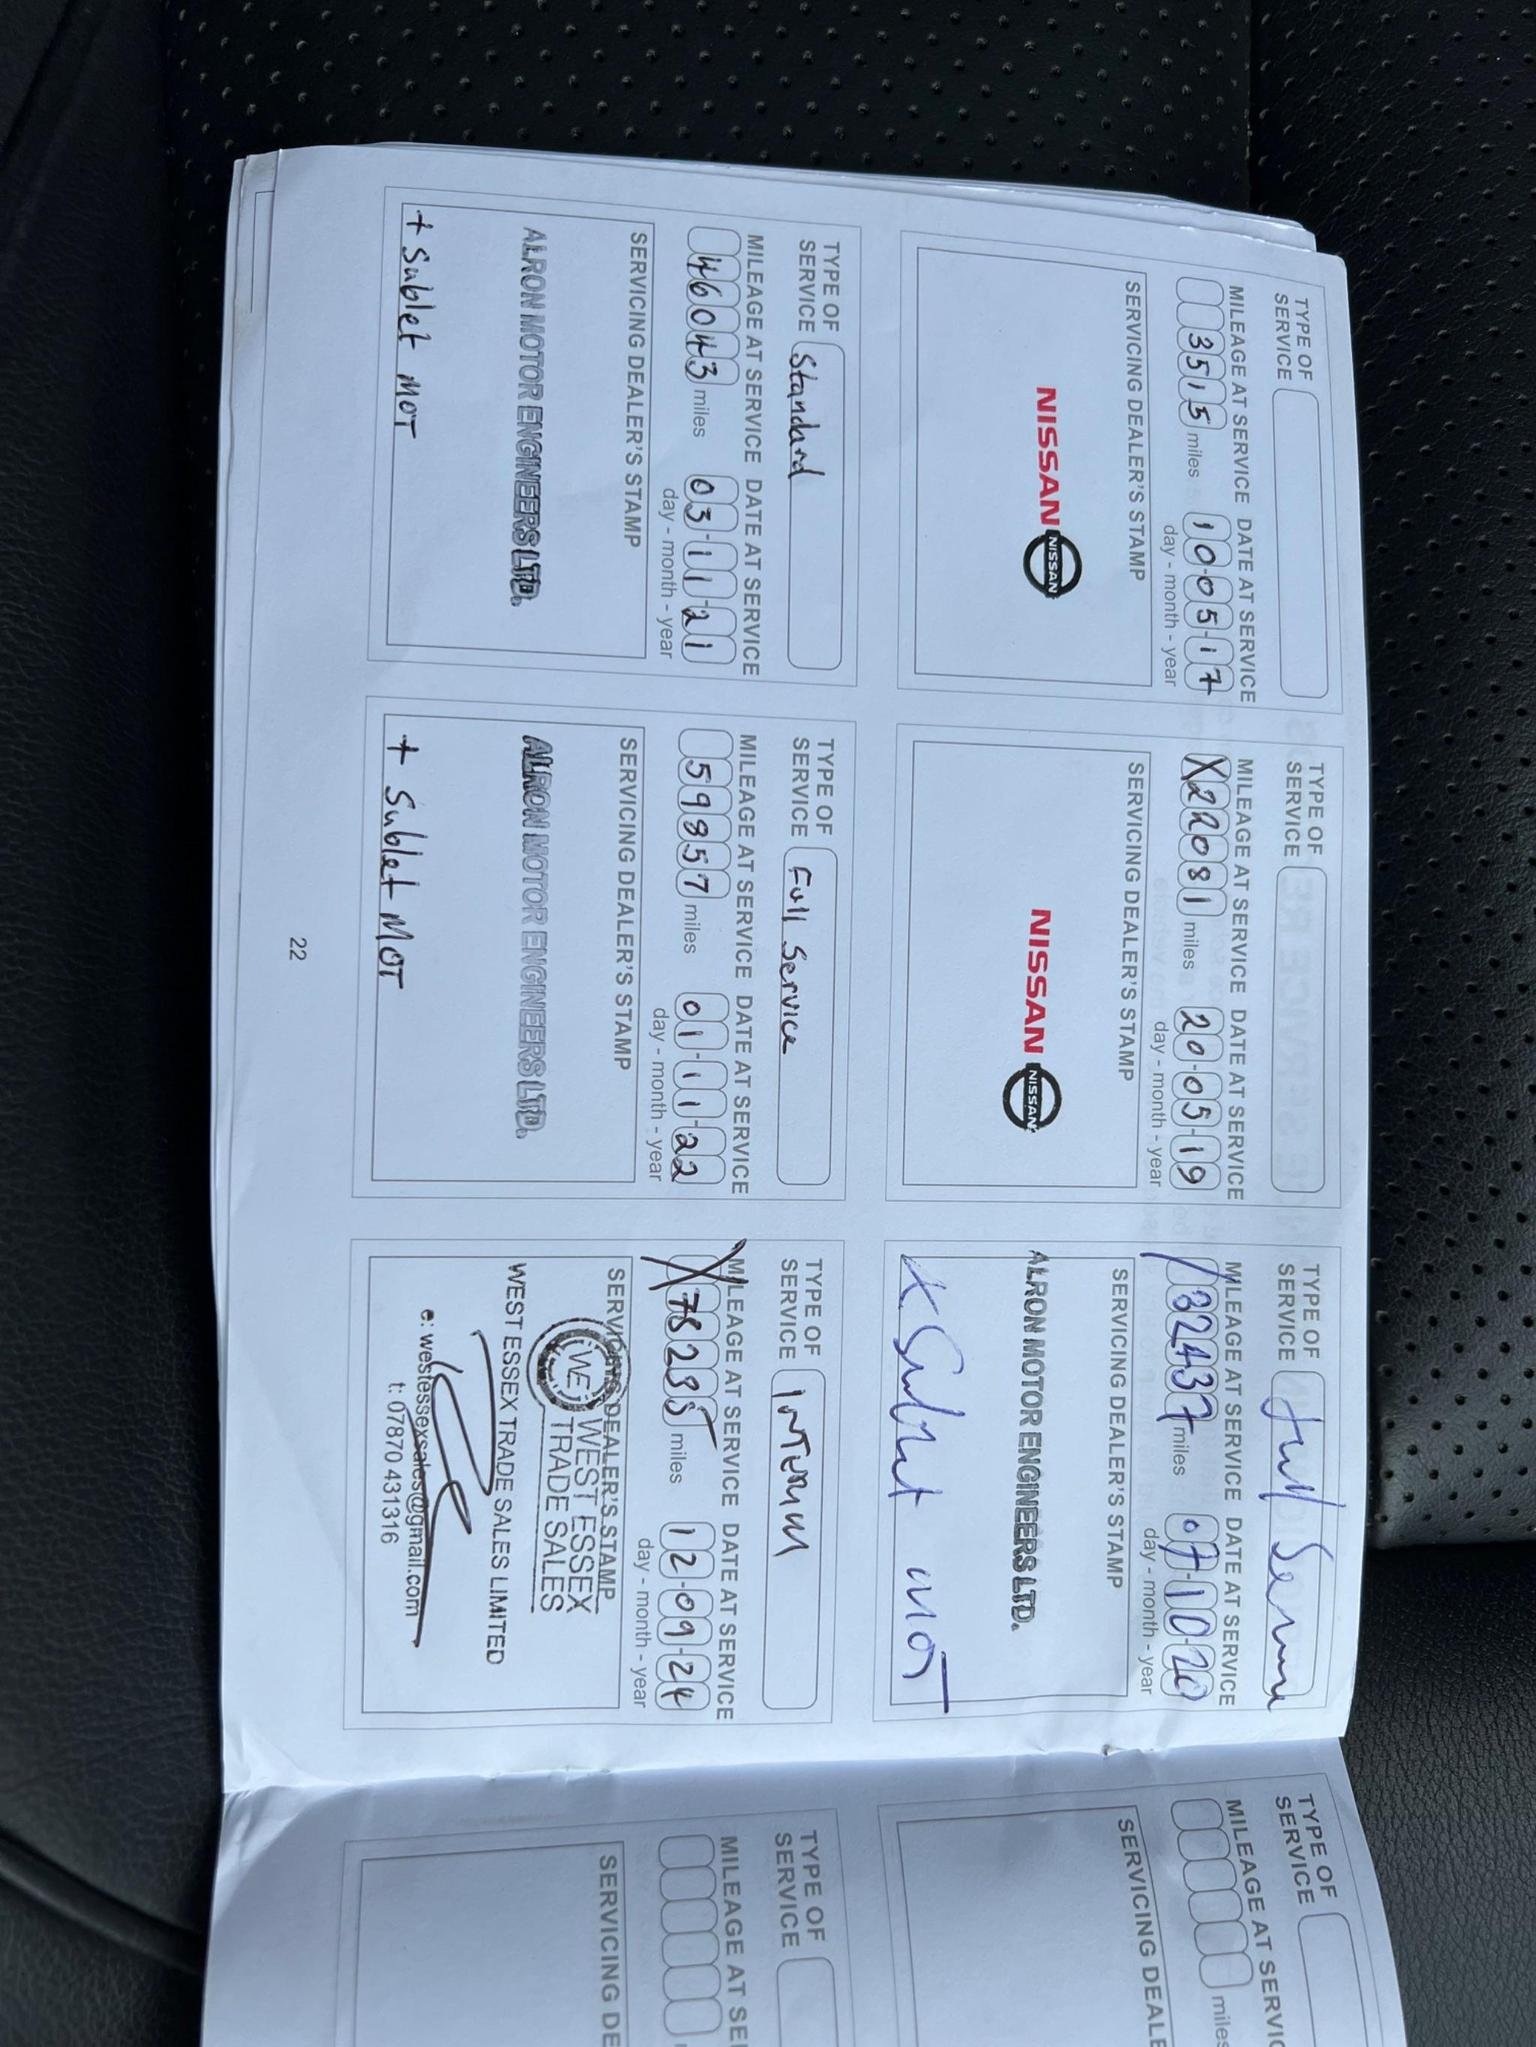 TYPE OF
SERVICE
MILEAGE AT SERVICE DATE AT SERVICE
3515 miles 10-05-17
day - month - year
SERVICING DEALER'S STAMP
NISSAN NISSAN
TYPE OF
SERVICE
MILEAGE AT SERVICE DATE AT SERVICE
X22081 miles 20-05-19
day - month - year
SERVICING DEALER'S STAMP
NISSAN NISSAN
TYPE OF
SERVICE Full Service
MILEAGE AT SERVICE DATE AT SERVICE
/32437 miles 07-10-20
day - month - year
SERVICING DEALER'S STAMP
ALRON MOTOR ENGINEERS LTD.
X Sublet MOT
TYPE OF
SERVICE Standard
MILEAGE AT SERVICE DATE AT SERVICE
46043 miles 03-11-21
day - month - year
SERVICING DEALER'S STAMP
ALRON MOTOR ENGINEERS LTD.
+ Sublet MOT
TYPE OF
SERVICE Full Service
MILEAGE AT SERVICE DATE AT SERVICE
miles 01-11-22
day - month - year
SERVICING DEALER'S STAMP
ALRON MOTOR ENGINEERS LTD.
+ Sublet MOT
TYPE OF
SERVICE INTERIM
MILEAGE AT SERVICE DATE AT SERVICE
miles 12-09-24
day - month - year
SERVICING DEALER'S STAMP
WE WEST ESSEX
TRADE SALES
WEST ESSEX TRADE SALES LIMITED
e: westessexsales@gmail.com
t: 07870 431316
22
TYPE OF
SERVICE
MILEAGE AT SERVIC
miles
SERVICING DEALE
TYPE OF
SERVICE
MILEAGE AT SE
SERVICING DE